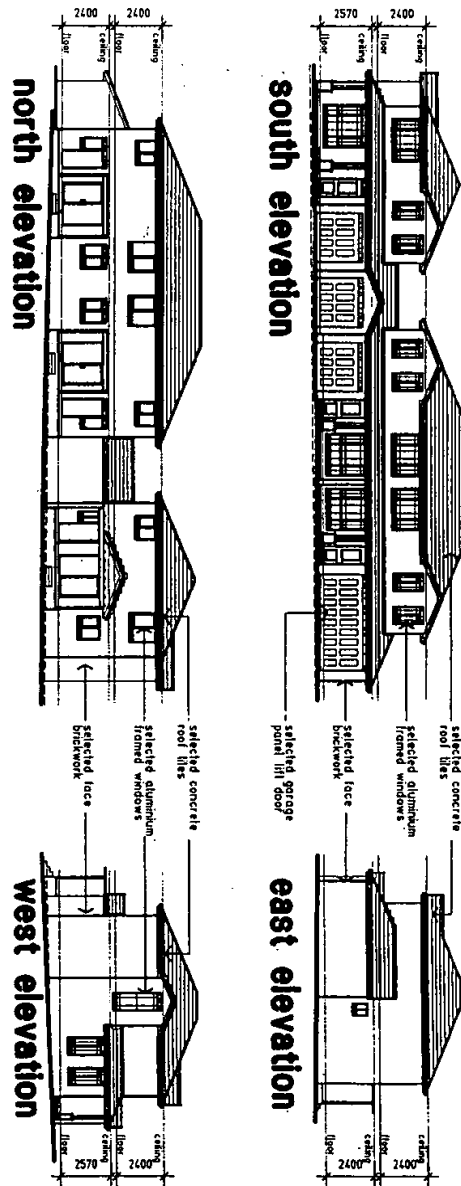 ceiling
2400
floor
ceiling
2570
floor
south elevation
selected concrete
roof tiles
selected aluminium
framed windows
selected face
brickwork
selected garage
panel lift door
ceiling
2400
floor
ceiling
2400
floor
east elevation
ceiling
2400
floor
ceiling
2400
floor
north elevation
selected concrete
roof tiles
selected aluminium
framed windows
selected face
brickwork
ceiling
2400
floor
ceiling
2570
floor
west elevation